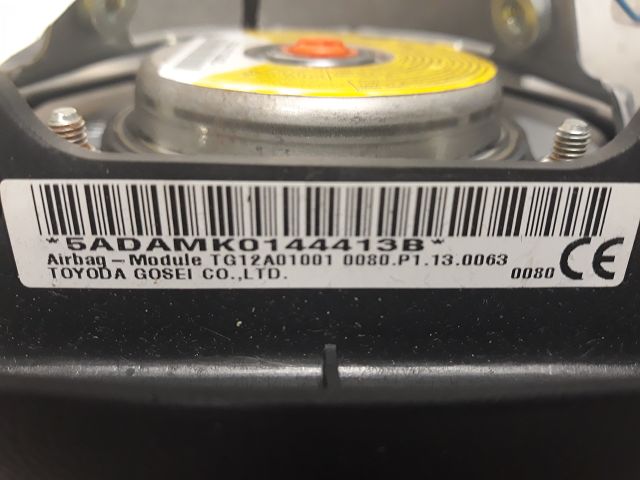 *5ADAMK0144413B*
Airbag - Module TG12A01001 0080.P1.13.0063
TOYODA GOSEI CO.,LTD.
0080 CE